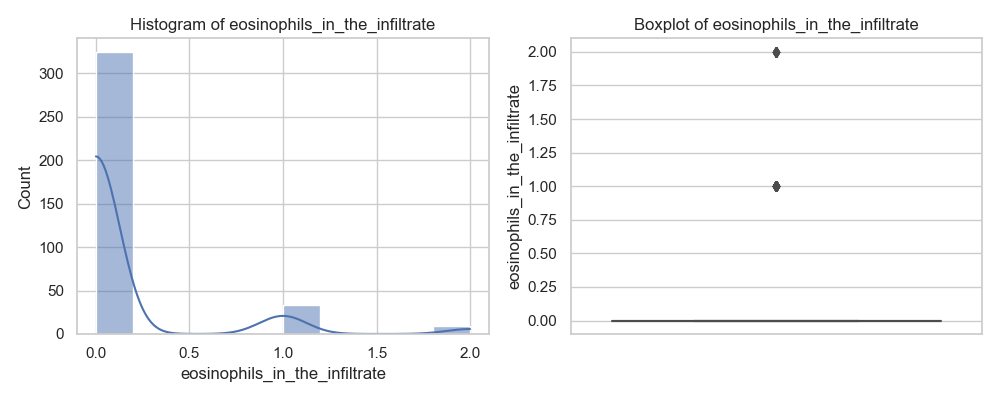 Histogram of eosinophils_in_the_infiltrate
Count
300
250
200
150
100
50
0
0.0 0.5 1.0 1.5 2.0
eosinophils_in_the_infiltrate
Boxplot of eosinophils_in_the_infiltrate
eosinophils_in_the_infiltrate
2.00
1.75
1.50
1.25
1.00
0.75
0.50
0.25
0.00